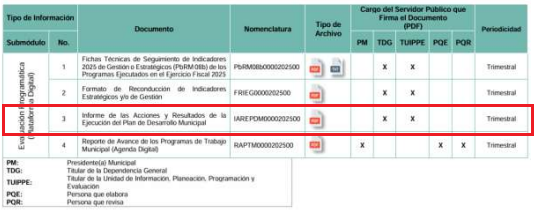 Tipo de Información
Documento
Nomenclatura
Tipo de Archivo
Cargo del Servidor Público que Firma el Documento (PDF)
Periodicidad
Submódulo No. PM TDG TUIPPE PQE PQR
Evaluación Programática (Plataforma Digital)
1 Fichas Técnicas de Seguimiento de Indicadores 2025 de Gestión o Estratégicos (PbRM 08b) de los Programas Ejecutados en el Ejercicio Fiscal 2025 PbRM08b0000202500 X X Trimestral
2 Formato de Reconducción de Indicadores Estratégicos y/o de Gestión FRIEG0000202500 X X Trimestral
3 Informe de las Acciones y Resultados de la Ejecución del Plan de Desarrollo Municipal IAREPDM0000202500 X X Trimestral
4 Reporte de Avance de los Programas de Trabajo Municipal (Agenda Digital) RAPTM0000202500 X X X Trimestral
PM: Presidente(a) Municipal
TDG: Titular de la Dependencia General
TUIPPE: Titular de la Unidad de Información, Planeación, Programación y Evaluación
PQE: Persona que elabora
PQR: Persona que revisa